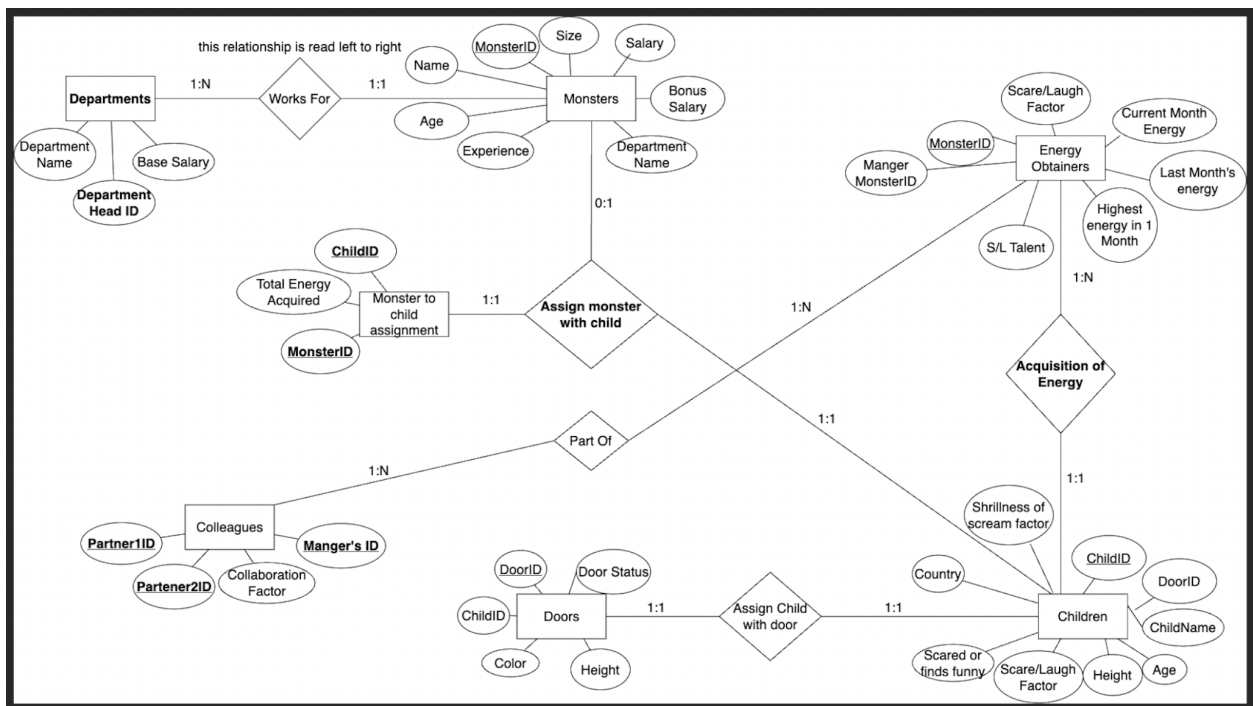 this relationship is read left to right
Departments
1:N
Works For
1:1
Department
Name
Department
Head ID
Base Salary
Name
MonsterID
Size
Salary
Monsters
Bonus
Salary
Age
Experience
Department
Name
Scare/Laugh
Factor
Current Month
Energy
MonsterID
Energy
Obtainers
Manger
MonsterID
Last Month's
energy
S/L Talent
Highest
energy in 1
Month
0:1
ChildID
Total Energy
Acquired
Monster to
child
assignment
MonsterID
1:1
Assign monster
with child
1:N
1:N
Acquisition of
Energy
1:1
1:1
Part Of
1:N
Colleagues
Partner1ID
Partener2ID
Collaboration
Factor
Manger's ID
DoorID
Door Status
ChildID
Doors
Color
Height
1:1
Assign Child
with door
1:1
Shrillness of
scream factor
Country
ChildID
DoorID
Children
ChildName
Scared or
finds funny
Scare/Laugh
Factor
Height
Age